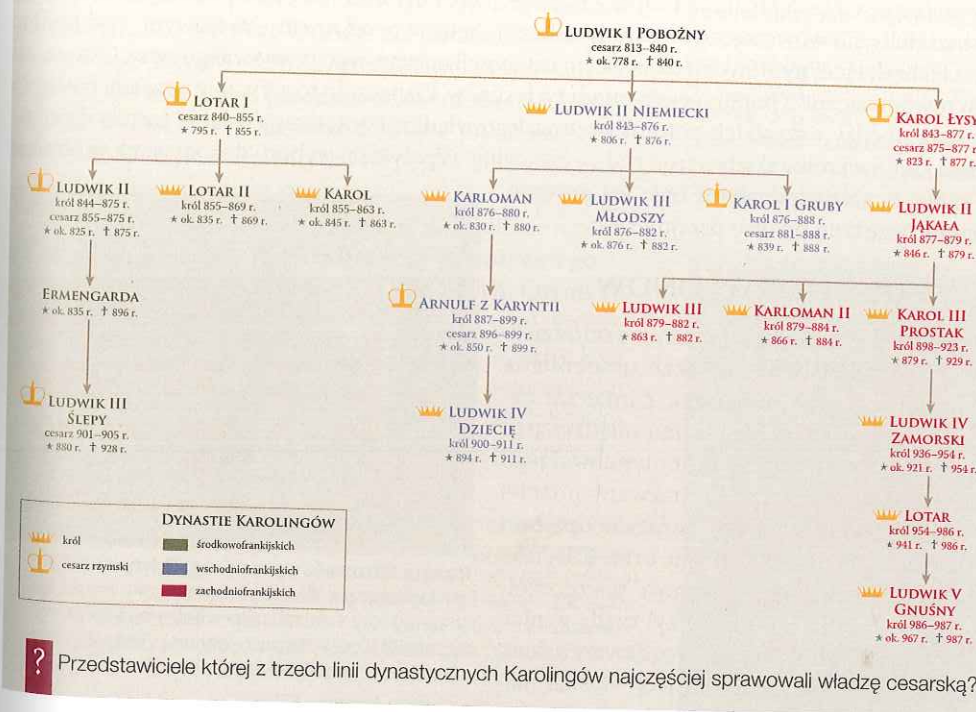 LUDWIK I POBOŻNY
cesarz 813–840 r.
* ok. 778 r. † 840 r.
LOTAR I
cesarz 840–855 r.
* 795 r. † 855 r.
LUDWIK II NIEMIECKI
król 843–876 r.
* 806 r. † 876 r.
KAROL ŁYSY
król 843–877 r.
cesarz 875–877 r.
* 823 r. † 877 r.
LUDWIK II
król 844–875 r.
cesarz 855–875 r.
* ok. 825 r. † 875 r.
LOTAR II
król 855–869 r.
* ok. 835 r. † 869 r.
KAROL
król 855–863 r.
* ok. 845 r. † 863 r.
KARLOMAN
król 876–880 r.
* ok. 830 r. † 880 r.
LUDWIK III
MŁODSZY
król 876–882 r.
* ok. 876 r. † 882 r.
KAROL I GRUBY
król 876–888 r.
cesarz 881–888 r.
* 839 r. † 888 r.
LUDWIK II
JĄKAŁA
król 877–879 r.
* 846 r. † 879 r.
ERMENGARDA
* ok. 835 r. † 896 r.
ARNULF Z KARYNTII
król 887–899 r.
cesarz 896–899 r.
* ok. 850 r. † 899 r.
LUDWIK III
król 879–882 r.
* 863 r. † 882 r.
KARLOMAN II
król 879–884 r.
* 866 r. † 884 r.
KAROL III
PROSTAK
król 898–923 r.
* 879 r. † 929 r.
LUDWIK III
ŚLEPY
cesarz 901–905 r.
* 880 r. † 928 r.
LUDWIK IV
DZIECIĘ
król 900–911 r.
* 894 r. † 911 r.
LUDWIK IV
ZAMORSKI
król 936–954 r.
* ok. 921 r. † 954 r.
LOTAR
król 954–986 r.
* 941 r. † 986 r.
LUDWIK V
GNUŚNY
król 986–987 r.
* ok. 967 r. † 987 r.
DYNASTIE KAROLINGÓW
król
cesarz rzymski
środkowofrankijskich
wschodniofrankijskich
zachodniofrankijskich
? Przedstawiciele której z trzech linii dynastycznych Karolingów najczęściej sprawowali władzę cesarską?